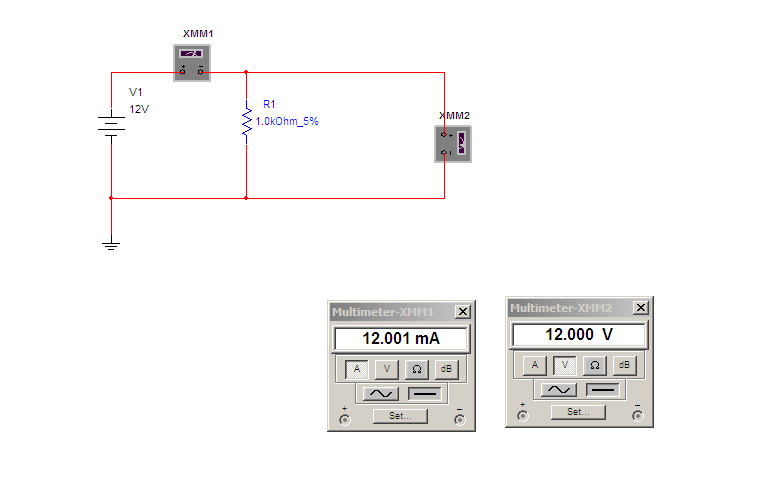 XMM1
V1
12V
R1
1.0kOhm_5%
XMM2
+ -
+ -
Multimeter-XMM1
12.001 mA
A V Ω dB
+ Set... -
Multimeter-XMM2
12.000 V
A V Ω dB
+ Set... -